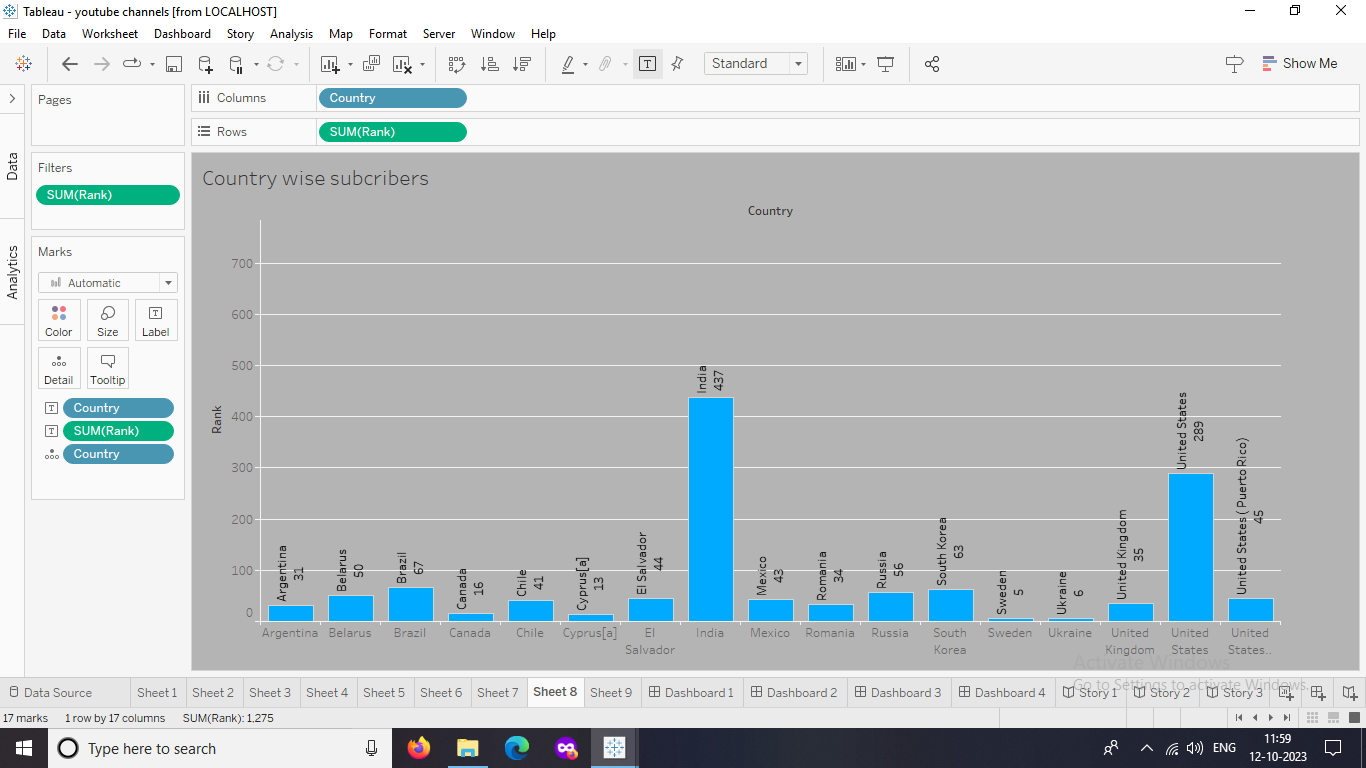 Tableau - youtube channels [from LOCALHOST]
File Data Worksheet Dashboard Story Analysis Map Format Server Window Help
Standard
Show Me
Data
Analytics
Pages
Filters
SUM(Rank)
Marks
Automatic
Color Size Label
Detail Tooltip
Country
SUM(Rank)
Country
Columns Country
Rows SUM(Rank)
Country wise subcribers
Country
Rank
700
600
500
400
300
200
100
0
Argentina
31
Belarus
50
Brazil
67
Canada
16
Chile
41
Cyprus[a]
13
El Salvador
44
India
437
Mexico
43
Romania
34
Russia
56
South Korea
63
Sweden
5
Ukraine
6
United Kingdom
35
United States
289
United States ( Puerto Rico)
45
Argentina Belarus Brazil Canada Chile Cyprus[a] El Salvador India Mexico Romania Russia South Korea Sweden Ukraine United Kingdom United States United States..
Activate Windows
Go to Settings to activate Windows.
Data Source Sheet 1 Sheet 2 Sheet 3 Sheet 4 Sheet 5 Sheet 6 Sheet 7 Sheet 8 Sheet 9 Dashboard 1 Dashboard 2 Dashboard 3 Dashboard 4 Story 1 Story 2 Story 3
17 marks 1 row by 17 columns SUM(Rank): 1,275
Type here to search
ENG
11:59
12-10-2023